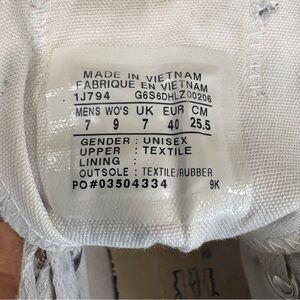 MADE IN VIETNAM
FABRIQUE EN VIETNAM
1J794 G6S6DHLZ00206
MENS WO'S UK EUR CM
7 9 7 40 25.5
GENDER : UNISEX
UPPER : TEXTILE
LINING :
OUTSOLE : TEXTILE/RUBBER
PO#03504334 9K